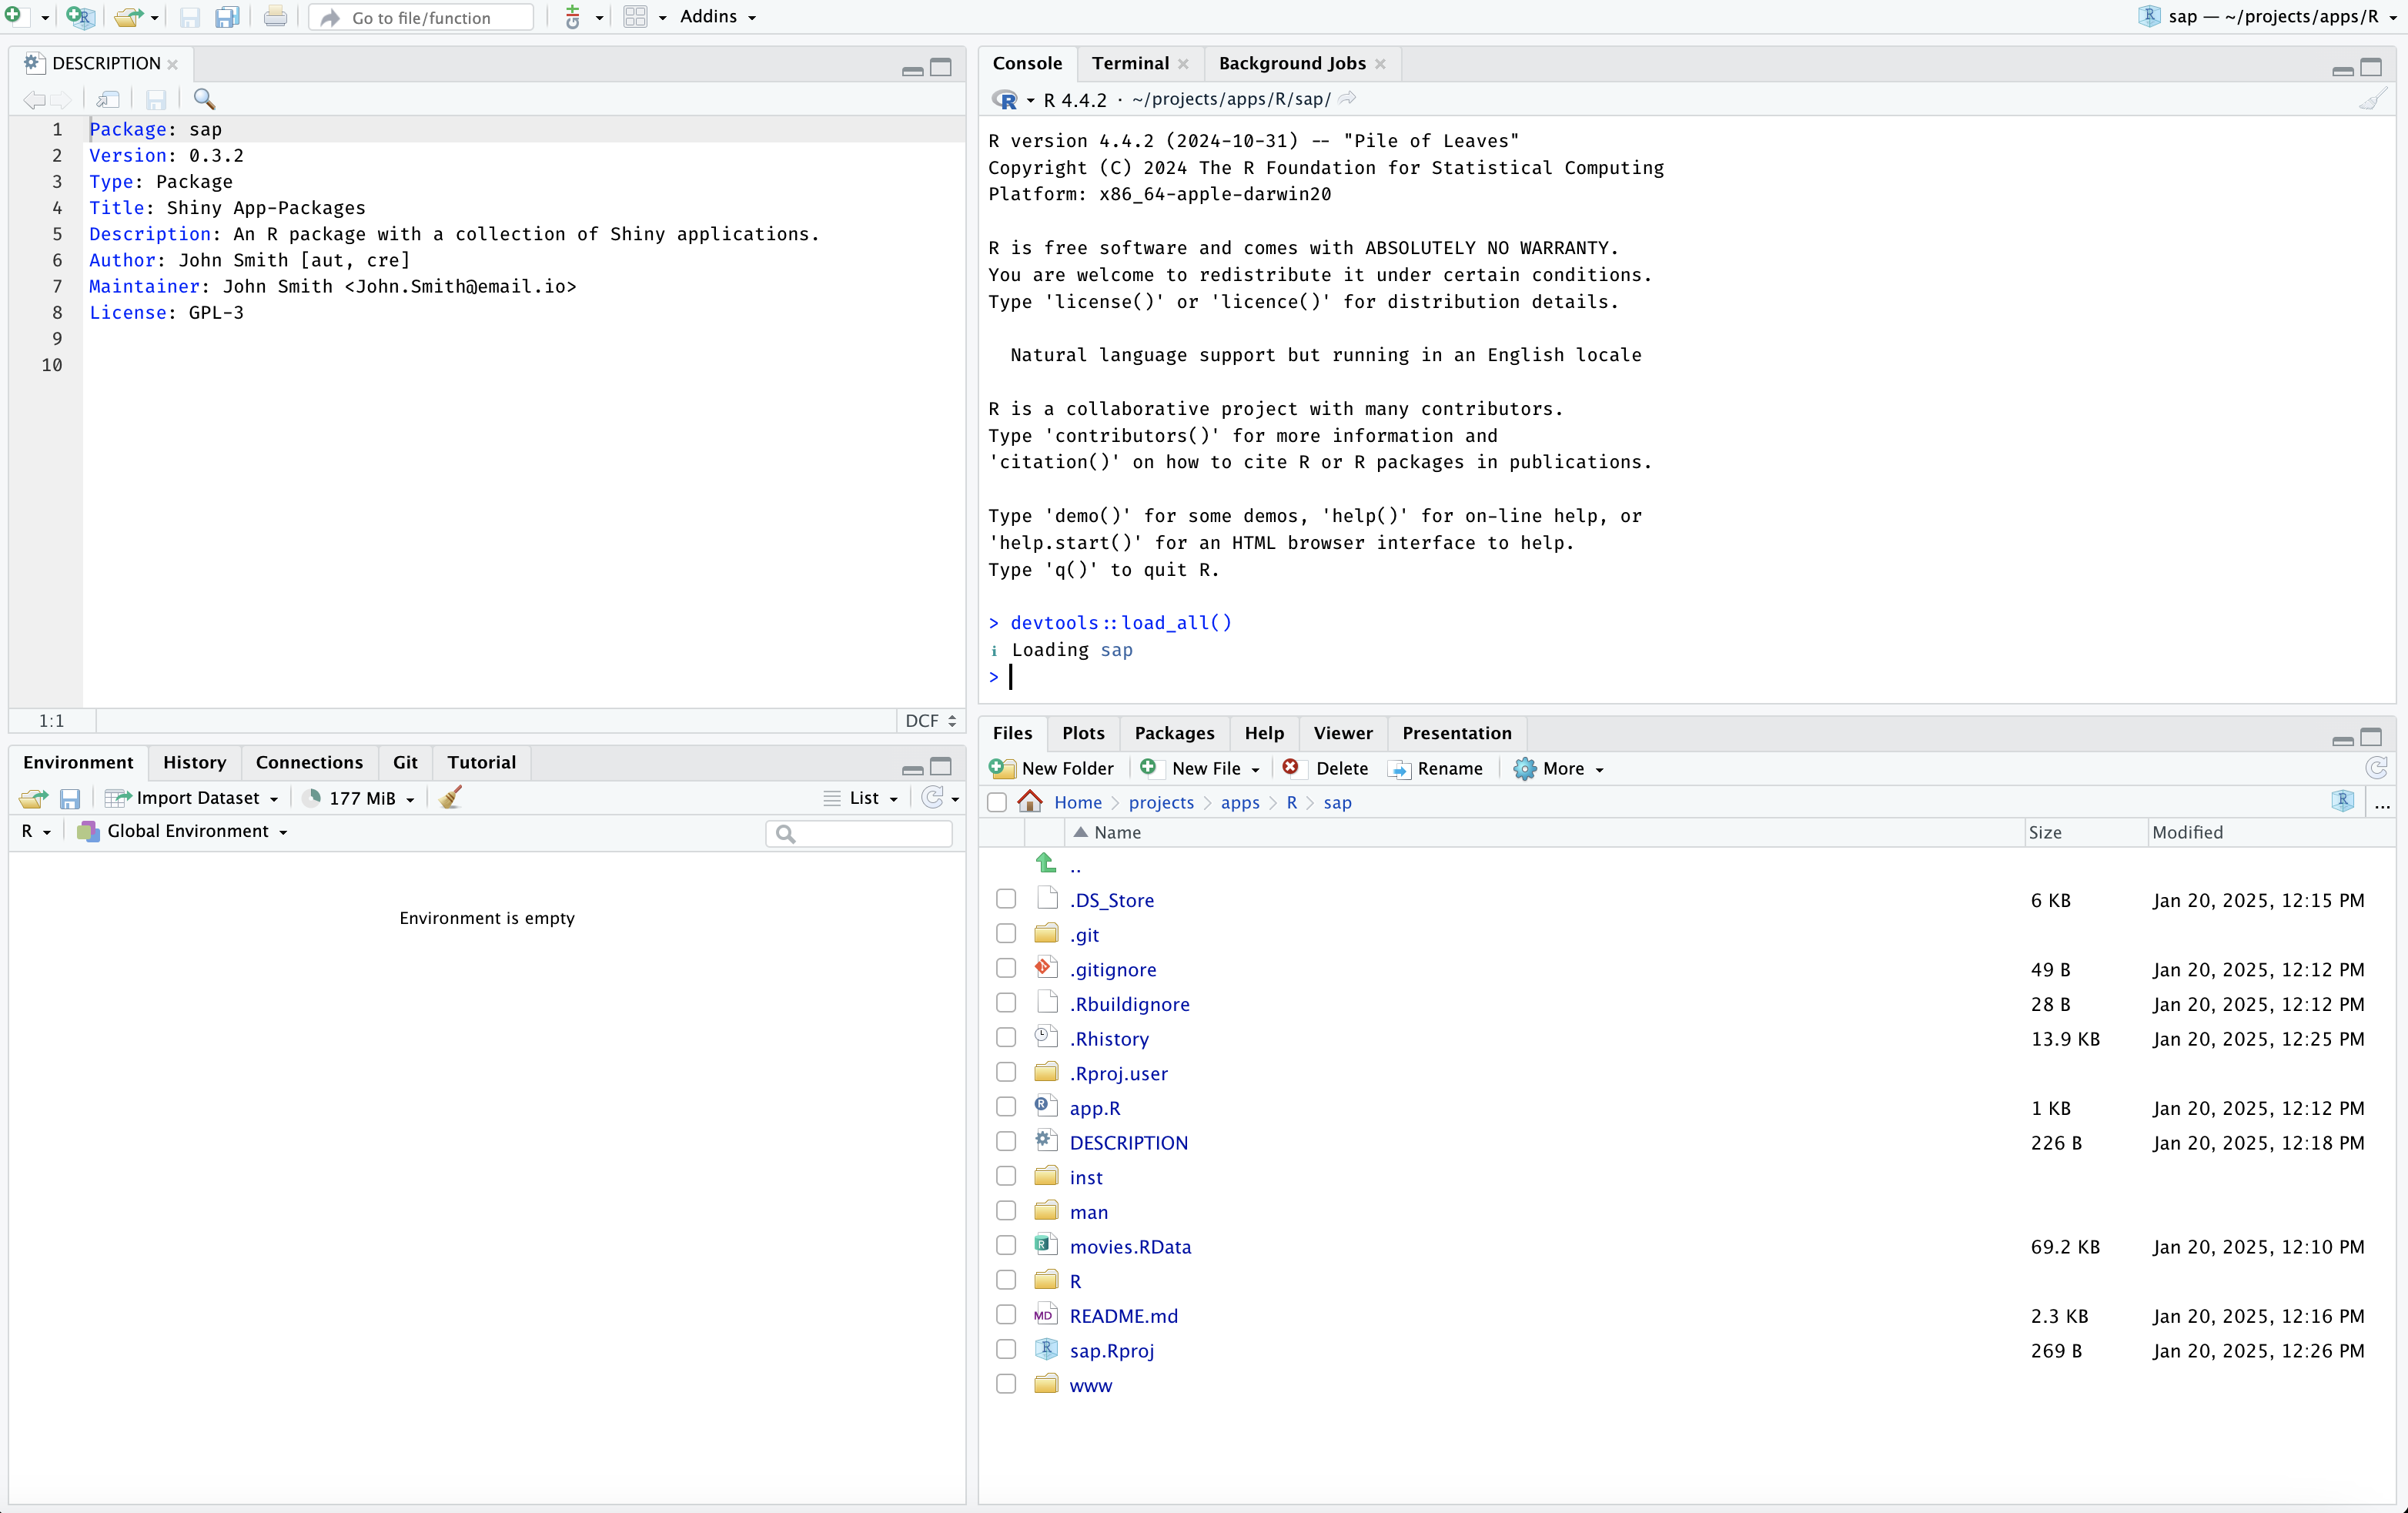 Go to file/function
Addins
sap — ~/projects/apps/R
DESCRIPTION
1 Package: sap
2 Version: 0.3.2
3 Type: Package
4 Title: Shiny App-Packages
5 Description: An R package with a collection of Shiny applications.
6 Author: John Smith [aut, cre]
7 Maintainer: John Smith <John.Smith@email.io>
8 License: GPL-3
9
10
1:1 DCF
Environment History Connections Git Tutorial
Import Dataset 177 MiB List
R Global Environment
Environment is empty
Console Terminal Background Jobs
R 4.4.2 · ~/projects/apps/R/sap/
R version 4.4.2 (2024-10-31) -- "Pile of Leaves"
Copyright (C) 2024 The R Foundation for Statistical Computing
Platform: x86_64-apple-darwin20
R is free software and comes with ABSOLUTELY NO WARRANTY.
You are welcome to redistribute it under certain conditions.
Type 'license()' or 'licence()' for distribution details.
Natural language support but running in an English locale
R is a collaborative project with many contributors.
Type 'contributors()' for more information and
'citation()' on how to cite R or R packages in publications.
Type 'demo()' for some demos, 'help()' for on-line help, or
'help.start()' for an HTML browser interface to help.
Type 'q()' to quit R.
> devtools::load_all()
ℹ Loading sap
>
Files Plots Packages Help Viewer Presentation
New Folder New File Delete Rename More
Home > projects > apps > R > sap ...
Name Size Modified
..
.DS_Store 6 KB Jan 20, 2025, 12:15 PM
.git
.gitignore 49 B Jan 20, 2025, 12:12 PM
.Rbuildignore 28 B Jan 20, 2025, 12:12 PM
.Rhistory 13.9 KB Jan 20, 2025, 12:25 PM
.Rproj.user
app.R 1 KB Jan 20, 2025, 12:12 PM
DESCRIPTION 226 B Jan 20, 2025, 12:18 PM
inst
man
movies.RData 69.2 KB Jan 20, 2025, 12:10 PM
R
README.md 2.3 KB Jan 20, 2025, 12:16 PM
sap.Rproj 269 B Jan 20, 2025, 12:26 PM
www